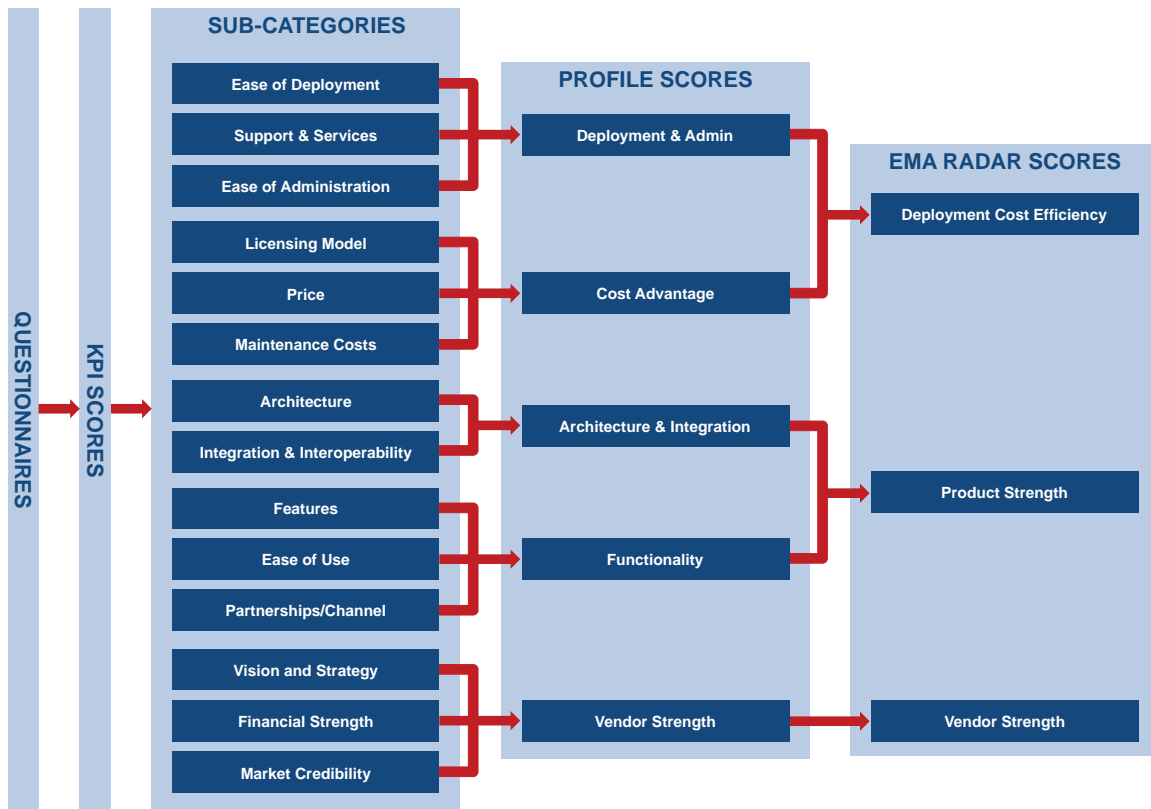 QUESTIONNAIRES
KPI SCORES
SUB-CATEGORIES
Ease of Deployment
Support & Services
Ease of Administration
Licensing Model
Price
Maintenance Costs
Architecture
Integration & Interoperability
Features
Ease of Use
Partnerships/Channel
Vision and Strategy
Financial Strength
Market Credibility
PROFILE SCORES
Deployment & Admin
Cost Advantage
Architecture & Integration
Functionality
Vendor Strength
EMA RADAR SCORES
Deployment Cost Efficiency
Product Strength
Vendor Strength